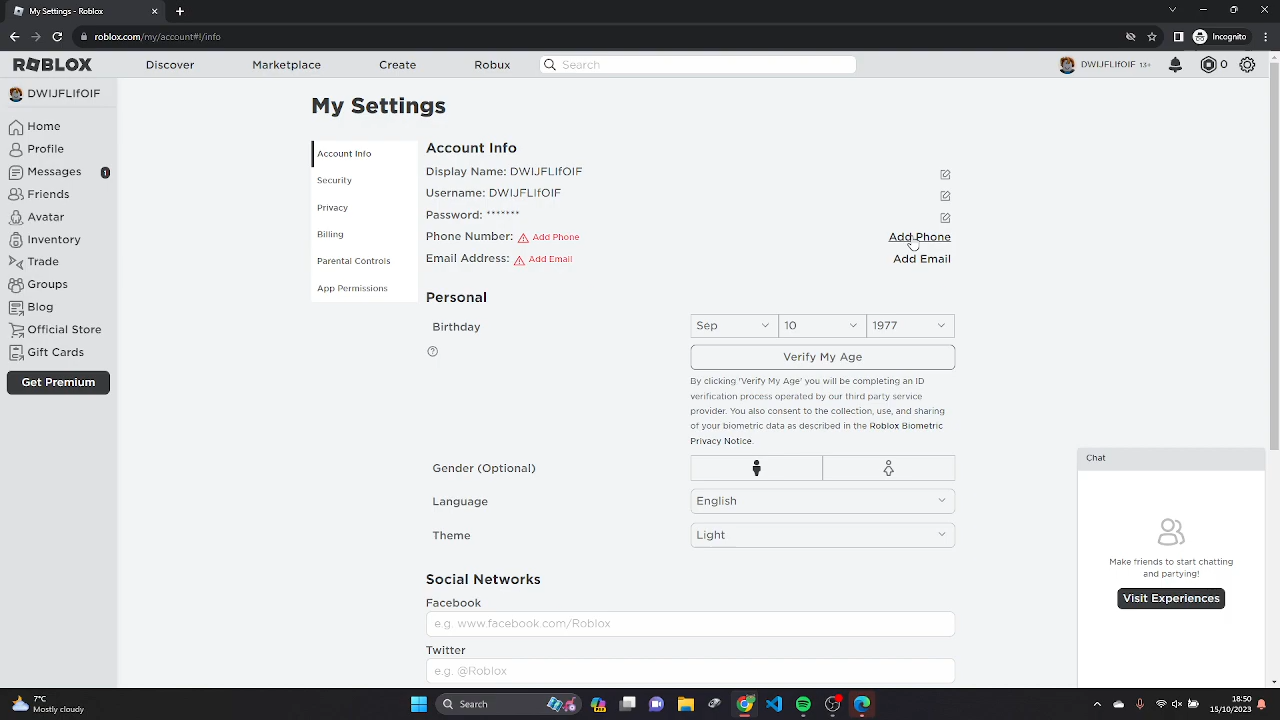 My Settings - Roblox
roblox.com/my/account#!/info
Incognito
ROBLOX
Discover
Marketplace
Create
Robux
Search
DWIJFLIfOIF 13+
0
DWIJFLIfOIF
Home
Profile
Messages
1
Friends
Avatar
Inventory
Trade
Groups
Blog
Official Store
Gift Cards
Get Premium
My Settings
Account Info
Security
Privacy
Billing
Parental Controls
App Permissions
Account Info
Display Name: DWIJFLIfOIF
Username: DWIJFLIfOIF
Password: *******
Phone Number: Add Phone
Add Phone
Email Address: Add Email
Add Email
Personal
Birthday
Sep
10
1977
Verify My Age
By clicking 'Verify My Age' you will be completing an ID
verification process operated by our third party service
provider. You also consent to the collection, use, and sharing
of your biometric data as described in the Roblox Biometric
Privacy Notice.
Gender (Optional)
Language
English
Theme
Light
Social Networks
Facebook
e.g. www.facebook.com/Roblox
Twitter
e.g. @Roblox
Chat
Make friends to start chatting
and partying!
Visit Experiences
7°C
Mostly cloudy
Search
18:50
15/10/2023